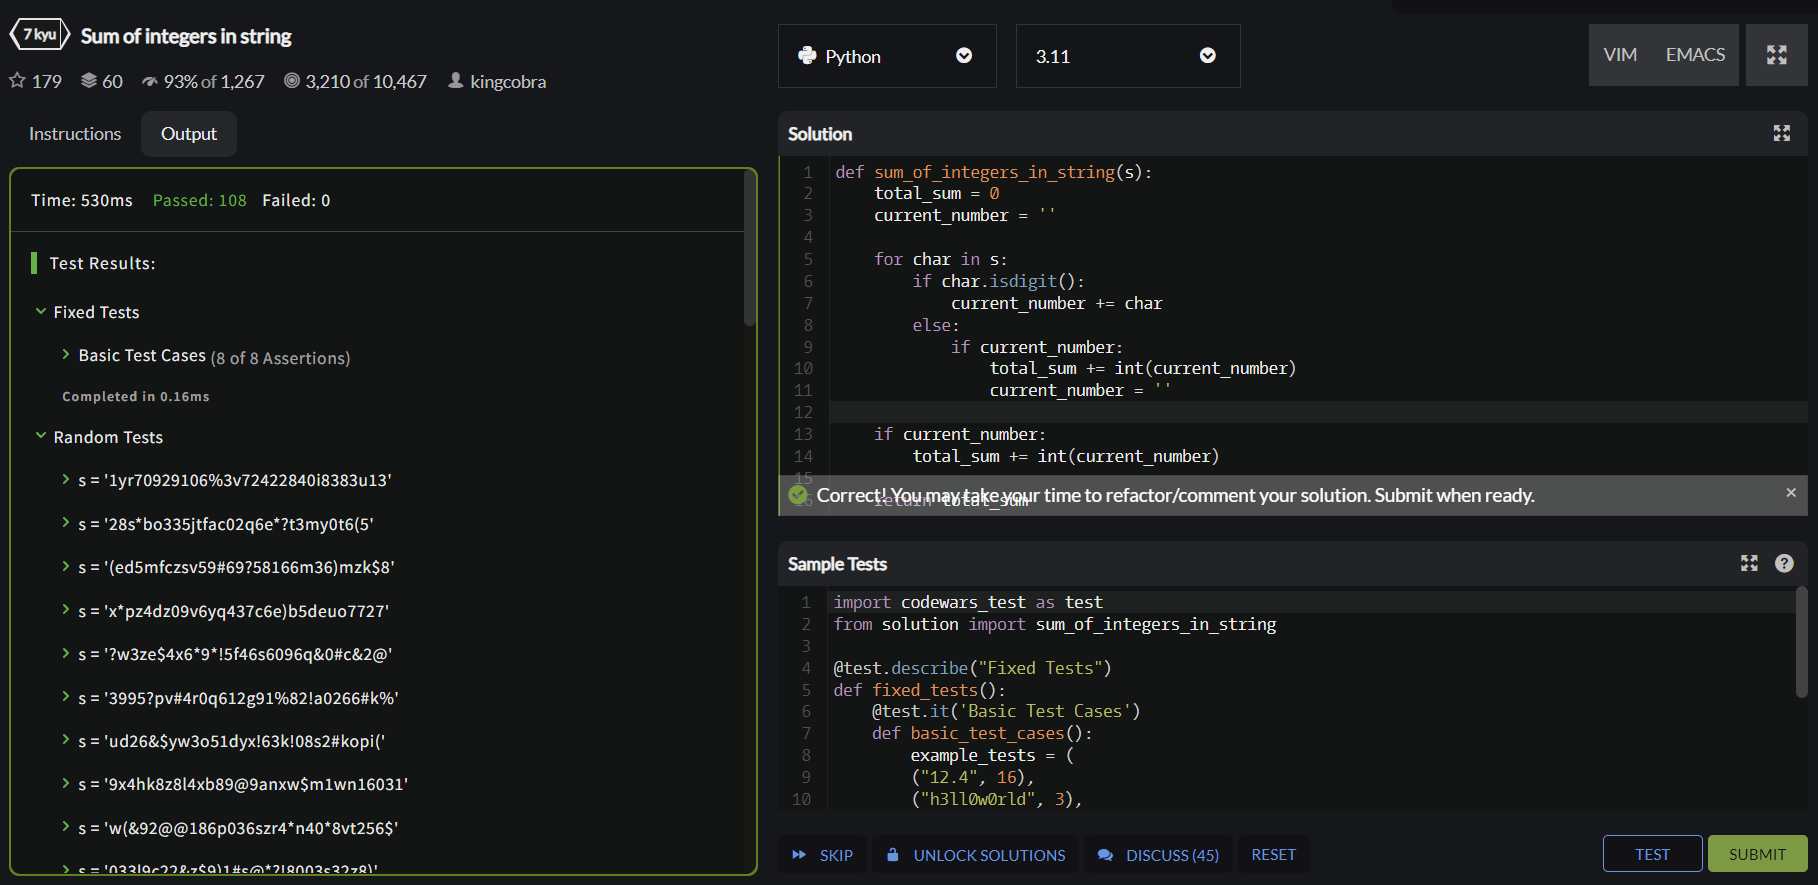 7 kyu Sum of integers in string
179 60 93% of 1,267 3,210 of 10,467 kingcobra
Instructions Output
Time: 530ms Passed: 108 Failed: 0
Test Results:
Fixed Tests
Basic Test Cases (8 of 8 Assertions)
Completed in 0.16ms
Random Tests
s = '1yr70929106%3v72422840i8383u13'
s = '28s*bo335jtfac02q6e*?t3my0t6(5'
s = '(ed5mfczsv59#69?58166m36)mzk$8'
s = 'x*pz4dz09v6yq437c6e)b5deuo7727'
s = '?w3ze$4x6*9*!5f46s6096q&0#c&2@'
s = '3995?pv#4r0q612g91%82!a0266#k%'
s = 'ud26&$yw3o51dyx!63k!08s2#kopi('
s = '9x4hk8z8l4xb89@9anxw$m1wn16031'
s = 'w(&92@@186p036szr4*n40*8vt256$'
s = '033l9c22&z$9)1#s@*?!8003s3z8)'
Python 3.11 VIM EMACS
Solution
1 def sum_of_integers_in_string(s):
2 total_sum = 0
3 current_number = ''
4
5 for char in s:
6 if char.isdigit():
7 current_number += char
8 else:
9 if current_number:
10 total_sum += int(current_number)
11 current_number = ''
12
13 if current_number:
14 total_sum += int(current_number)
15
Correct! You may take your time to refactor/comment your solution. Submit when ready. ×
16 return total_sum
Sample Tests
1 import codewars_test as test
2 from solution import sum_of_integers_in_string
3
4 @test.describe("Fixed Tests")
5 def fixed_tests():
6 @test.it('Basic Test Cases')
7 def basic_test_cases():
8 example_tests = (
9 ("12.4", 16),
10 ("h3ll0w0rld", 3),
SKIP UNLOCK SOLUTIONS DISCUSS (45) RESET TEST SUBMIT